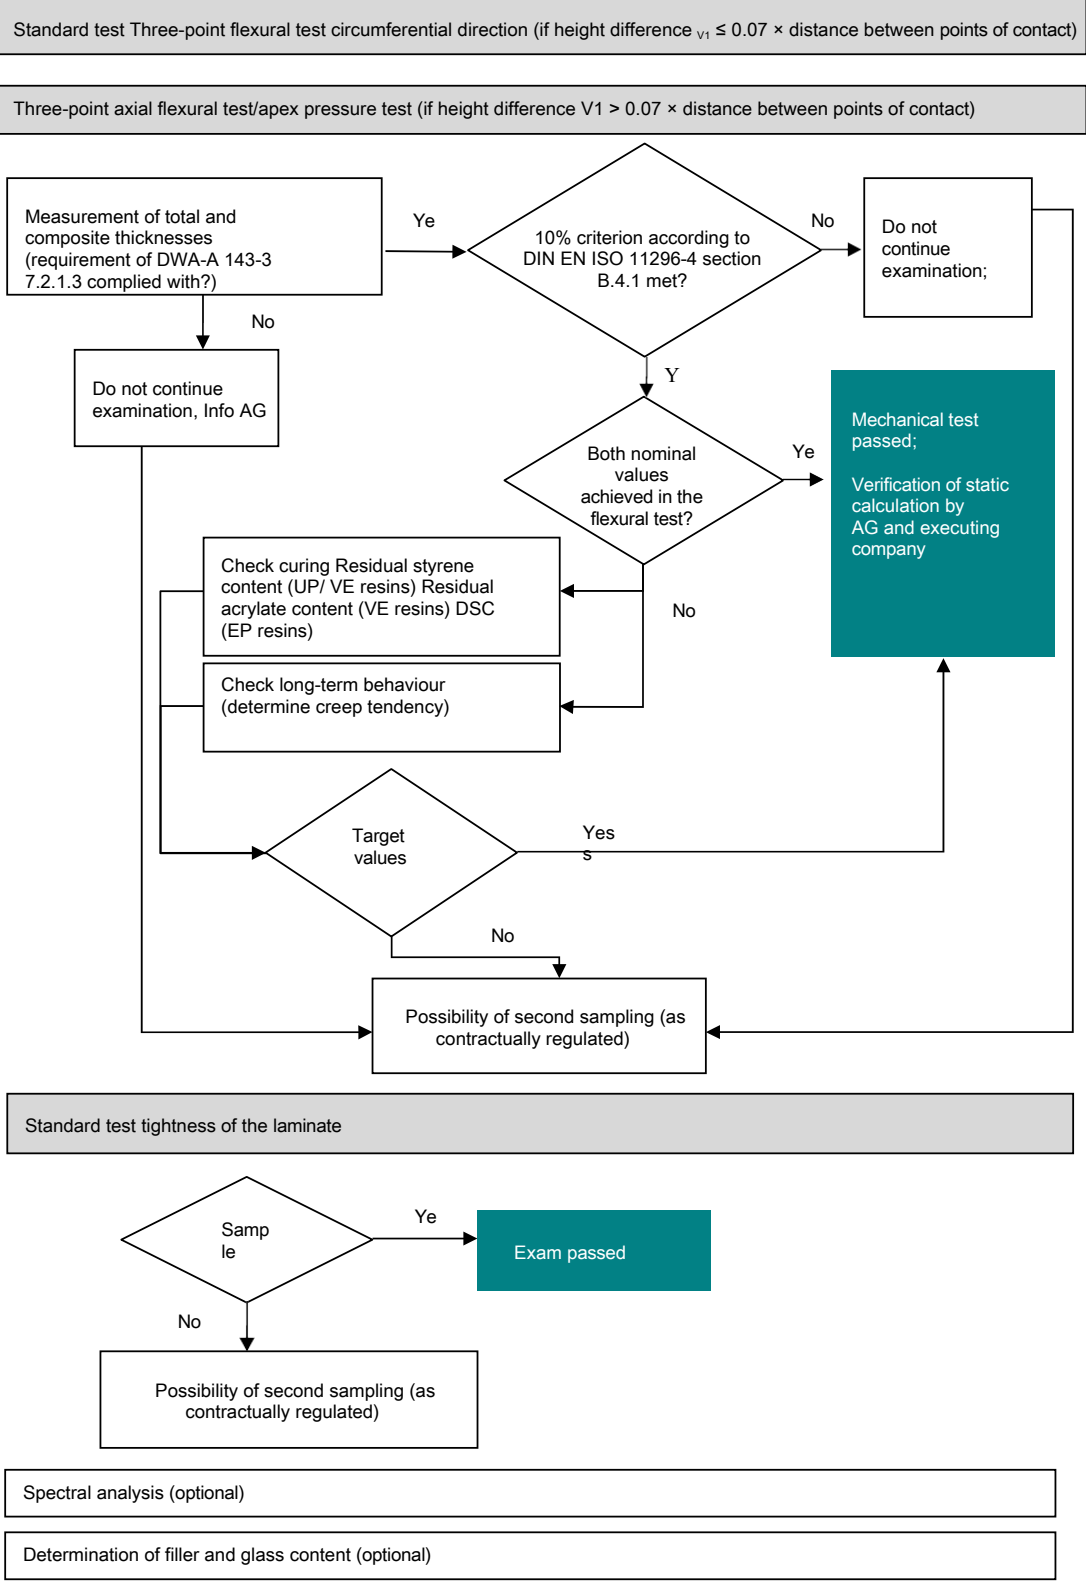 Standard test Three-point flexural test circumferential direction (if height difference V1 ≤ 0.07 × distance between points of contact)
Three-point axial flexural test/apex pressure test (if height difference V1 > 0.07 × distance between points of contact)
Measurement of total and
composite thicknesses
(requirement of DWA-A 143-3
7.2.1.3 complied with?)
Ye
10% criterion according to
DIN EN ISO 11296-4 section
B.4.1 met?
No
Do not
continue
examination;
No
Do not continue
examination, Info AG
Y
Both nominal
values
achieved in the
flexural test?
Ye
Mechanical test
passed;
Verification of static
calculation by
AG and executing
company
No
Check curing Residual styrene
content (UP/ VE resins) Residual
acrylate content (VE resins) DSC
(EP resins)
Check long-term behaviour
(determine creep tendency)
Target
values
Yes
s
No
Possibility of second sampling (as
contractually regulated)
Standard test tightness of the laminate
Samp
le
Ye
Exam passed
No
Possibility of second sampling (as
contractually regulated)
Spectral analysis (optional)
Determination of filler and glass content (optional)